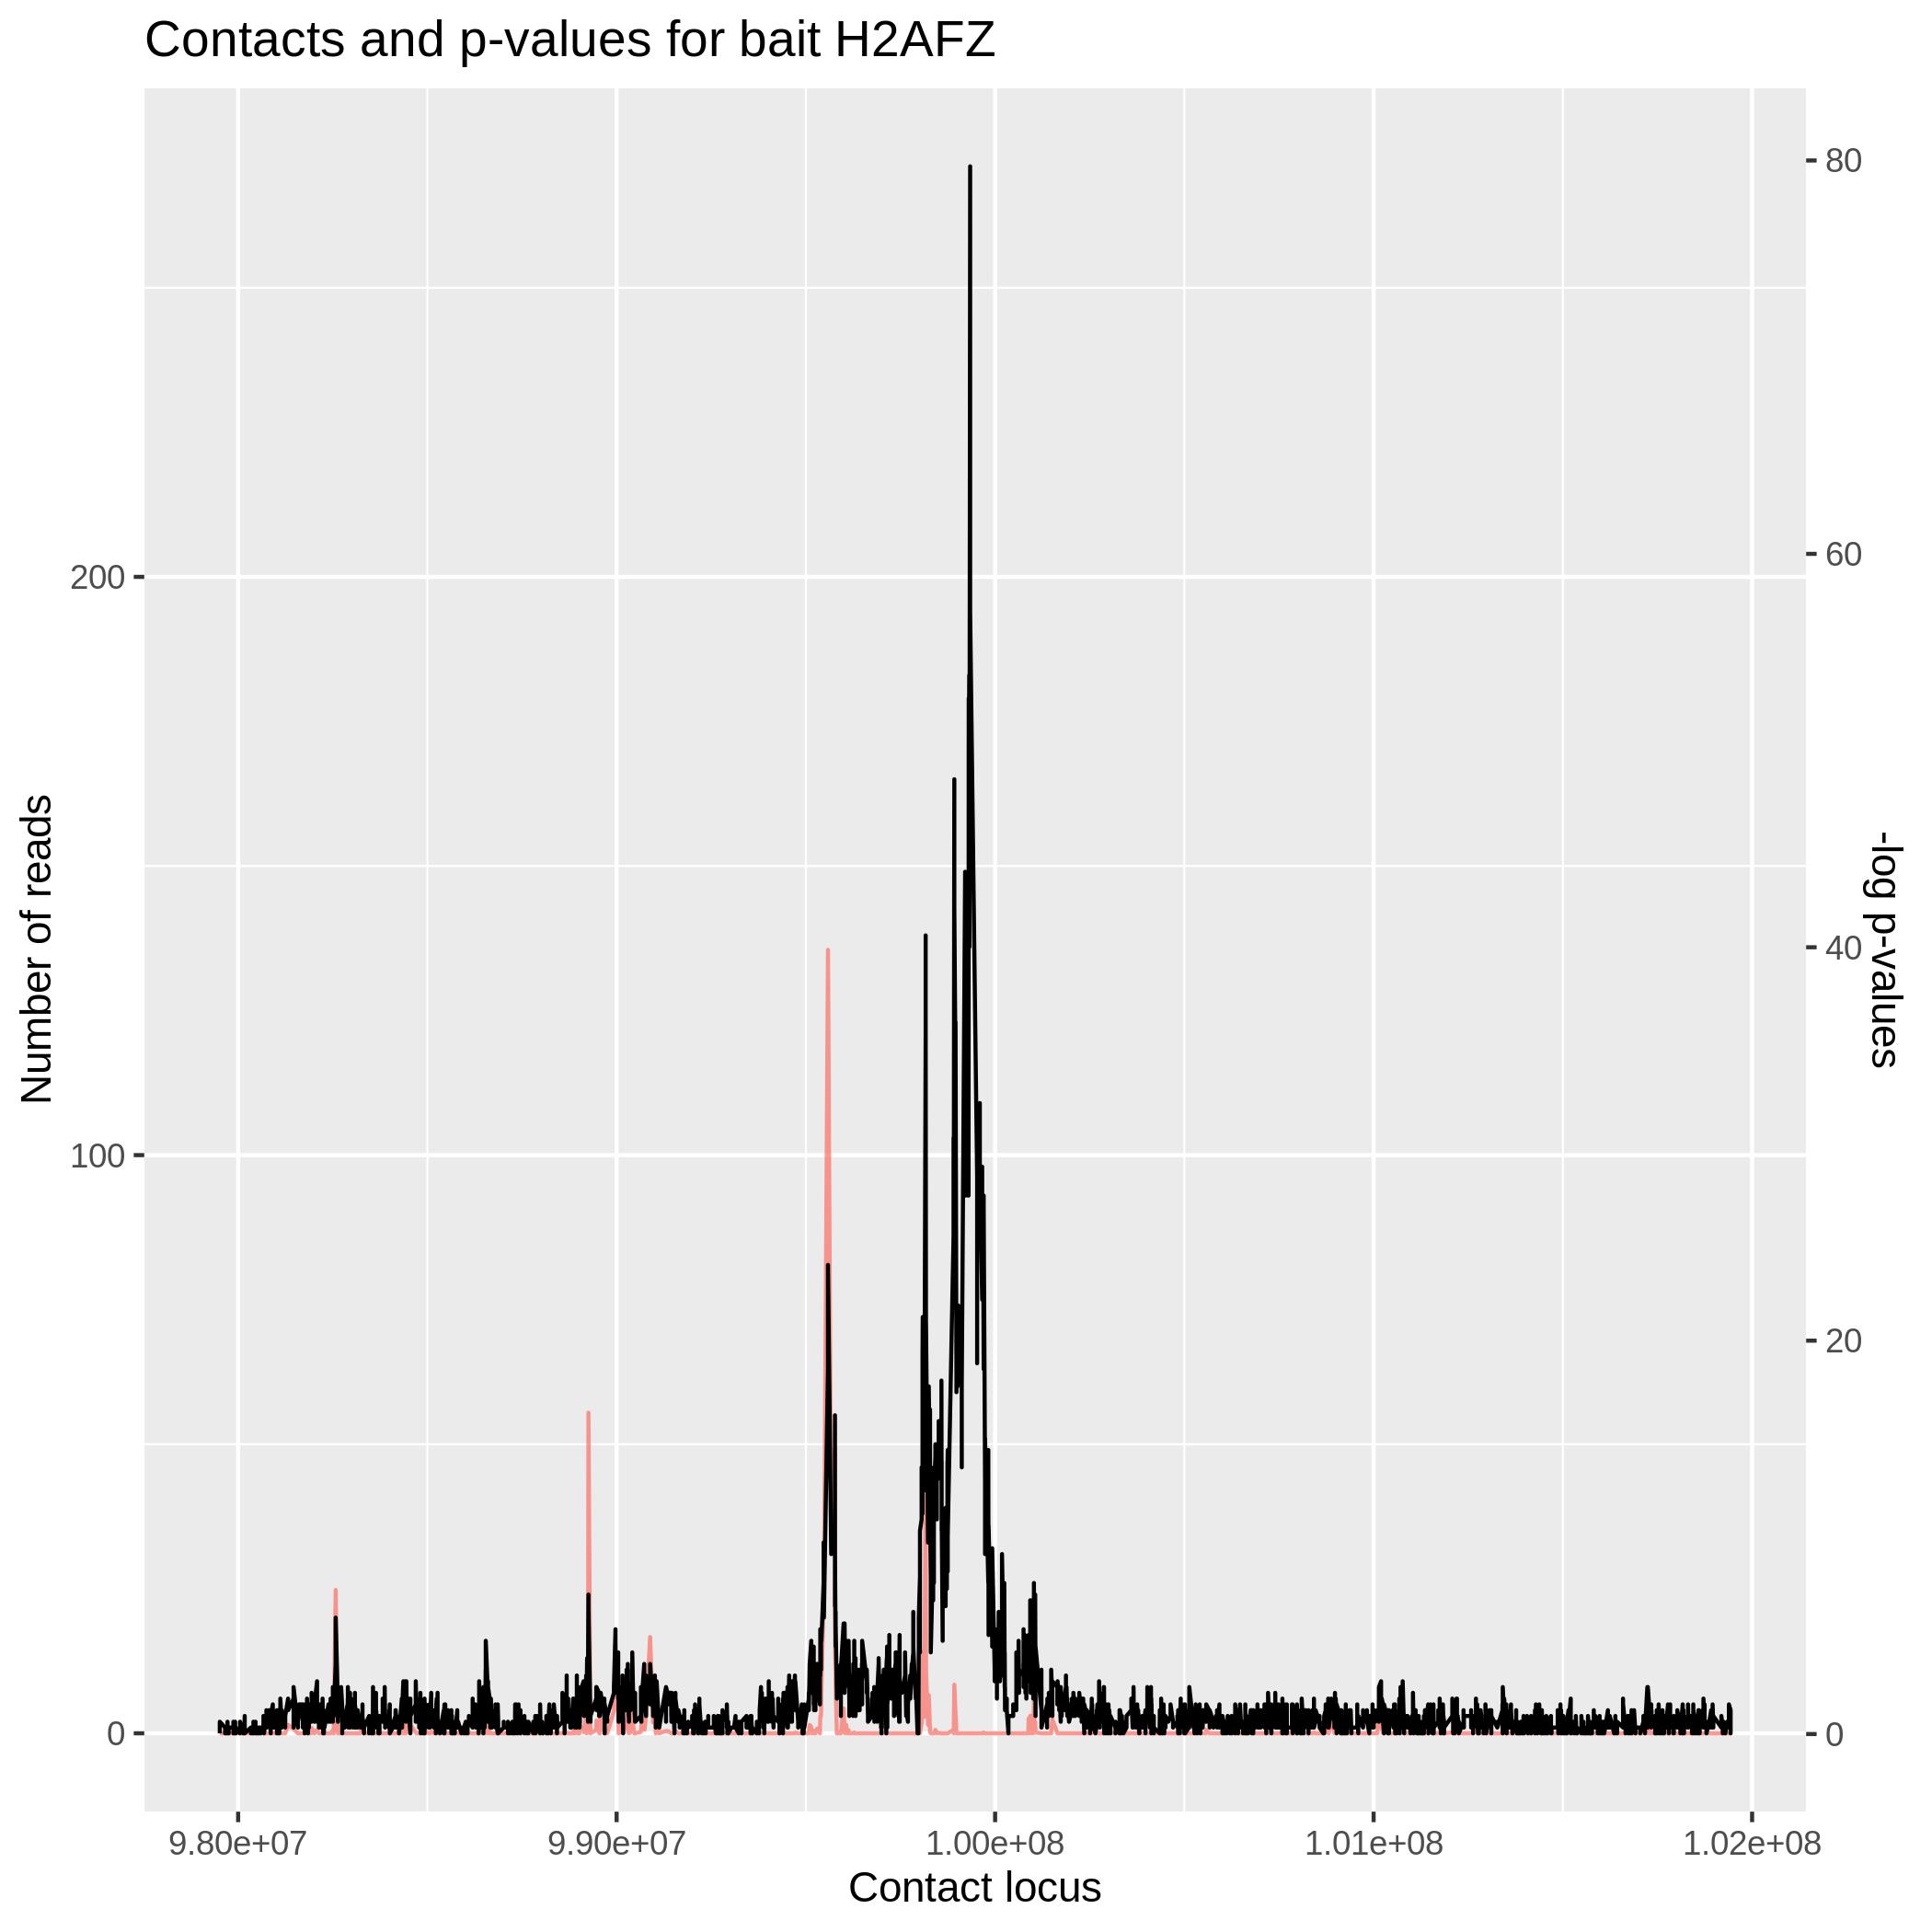 Contacts and p-values for bait H2AFZ
Number of reads
200
100
0
80
60
40
20
0
-log p-values
9.80e+07
9.90e+07
1.00e+08
1.01e+08
1.02e+08
Contact locus